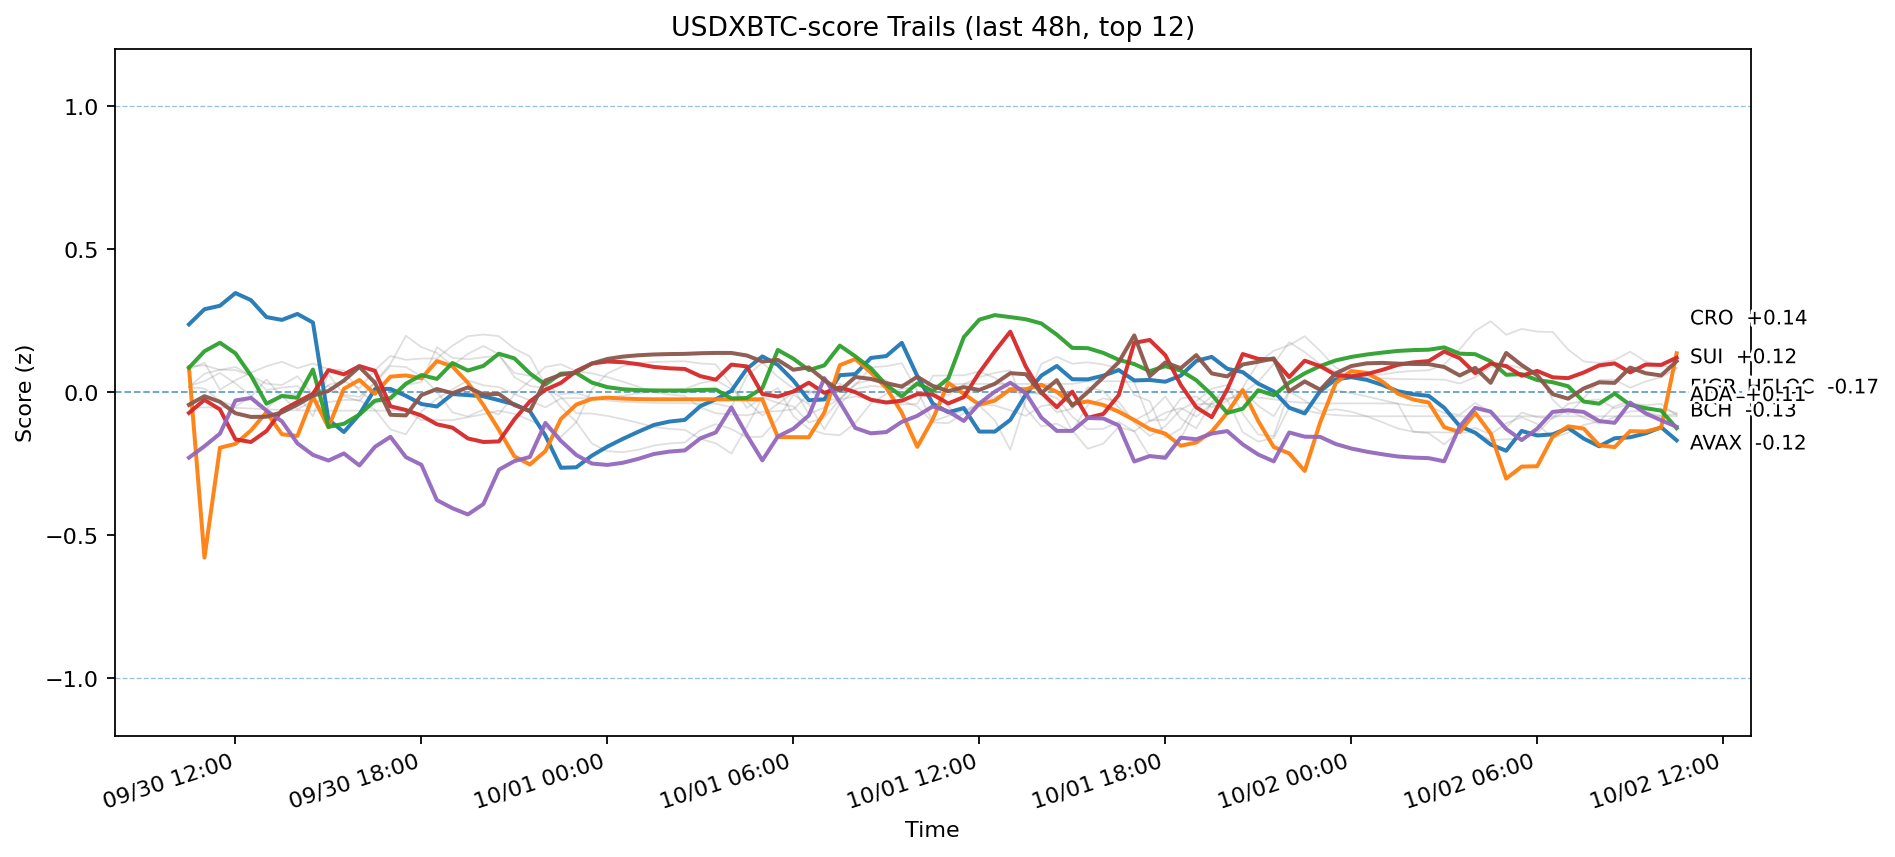 USDXBTC-score Trails (last 48h, top 12)
Score (z)
1.0
0.5
0.0
−0.5
−1.0
CRO +0.14
SUI +0.12
-0.17
ADA +0.11
BCH -0.13
AVAX -0.12
09/30 12:00
09/30 18:00
10/01 00:00
10/01 06:00
10/01 12:00
10/01 18:00
10/02 00:00
10/02 06:00
10/02 12:00
Time